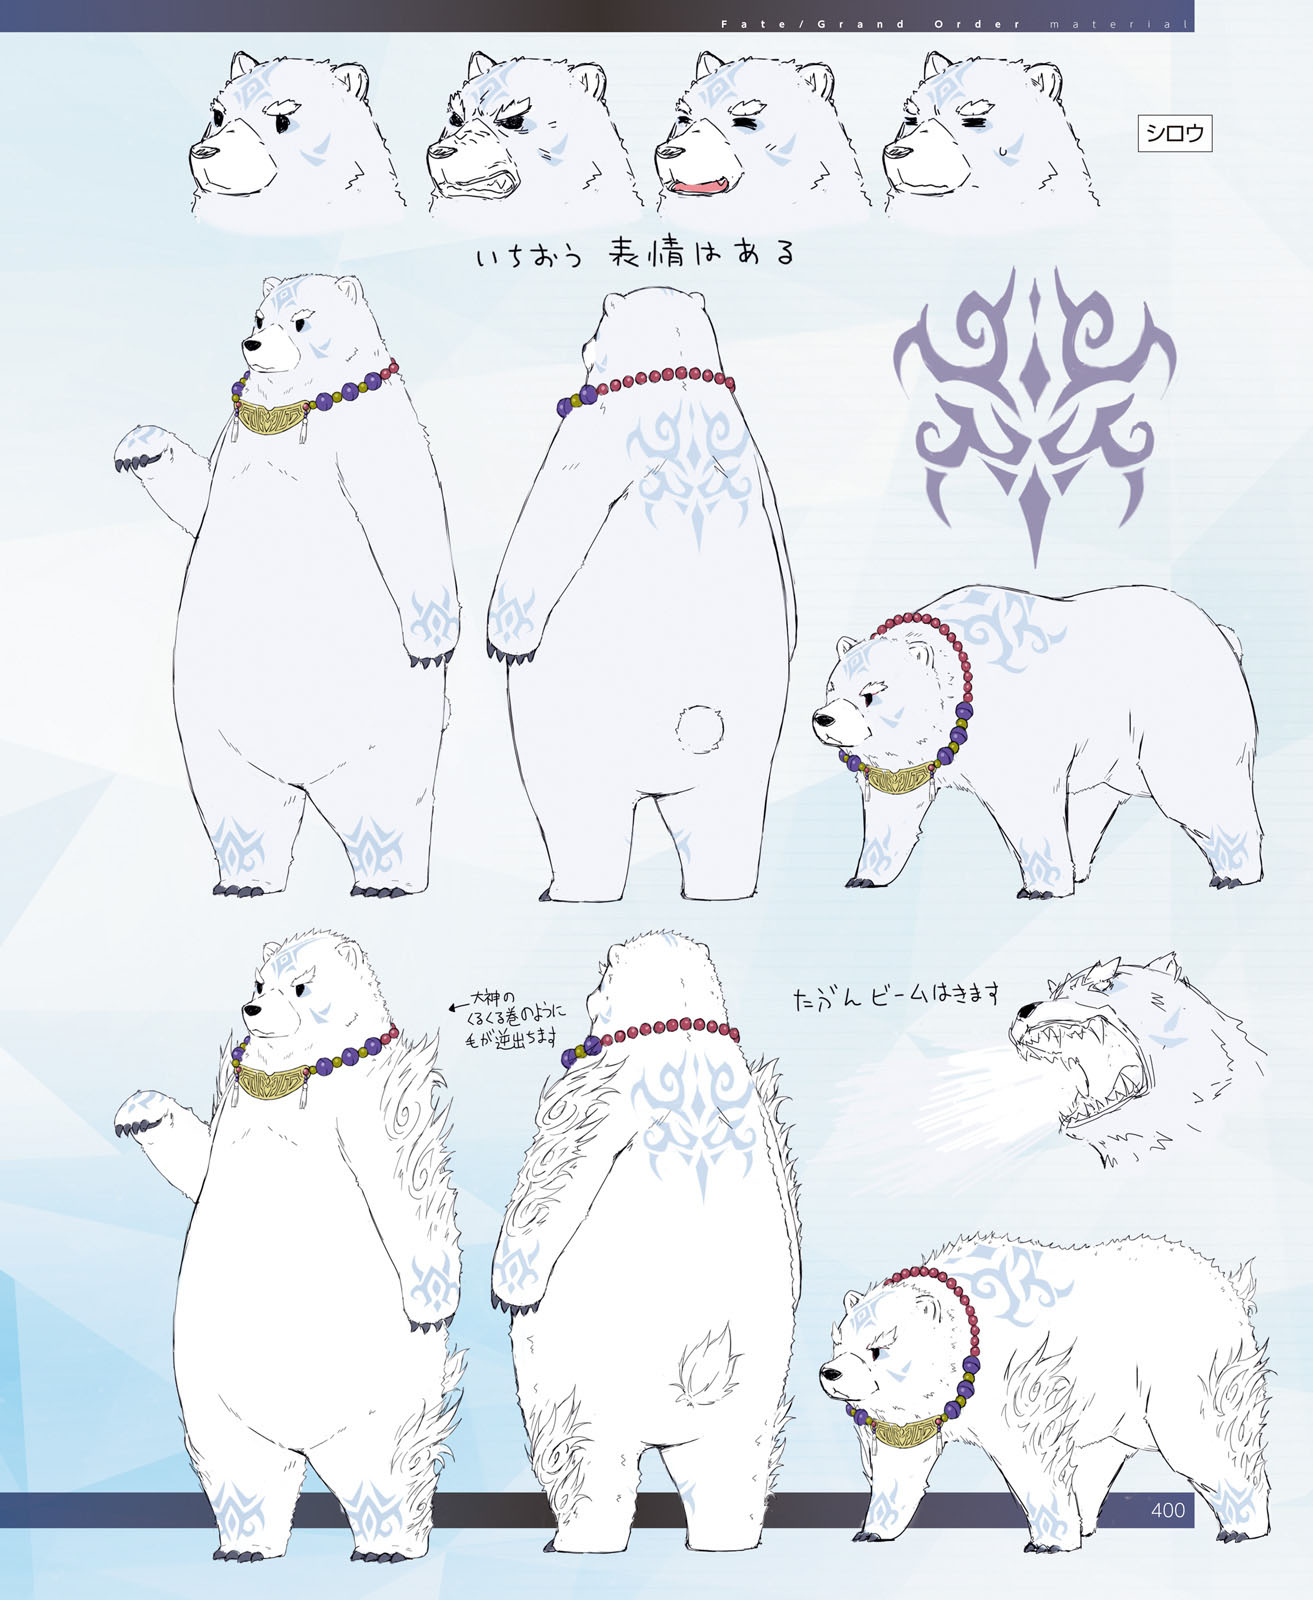 Fate/Grand Order material
シロウ
いちおう 表情はある
←大神の
くるくる巻のように
毛が逆出ちます
たぶんビームはきます
400